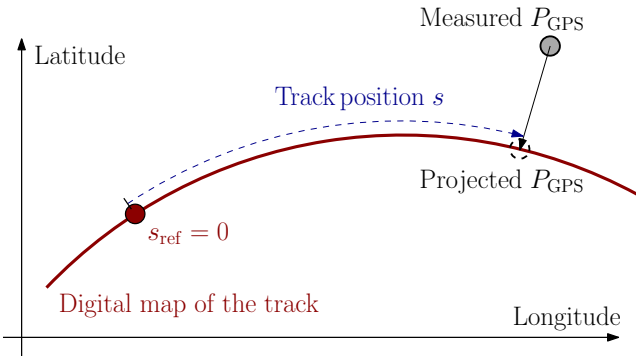 Measured P_GPS
Latitude
Track position s
Projected P_GPS
s_ref = 0
Digital map of the track
Longitude